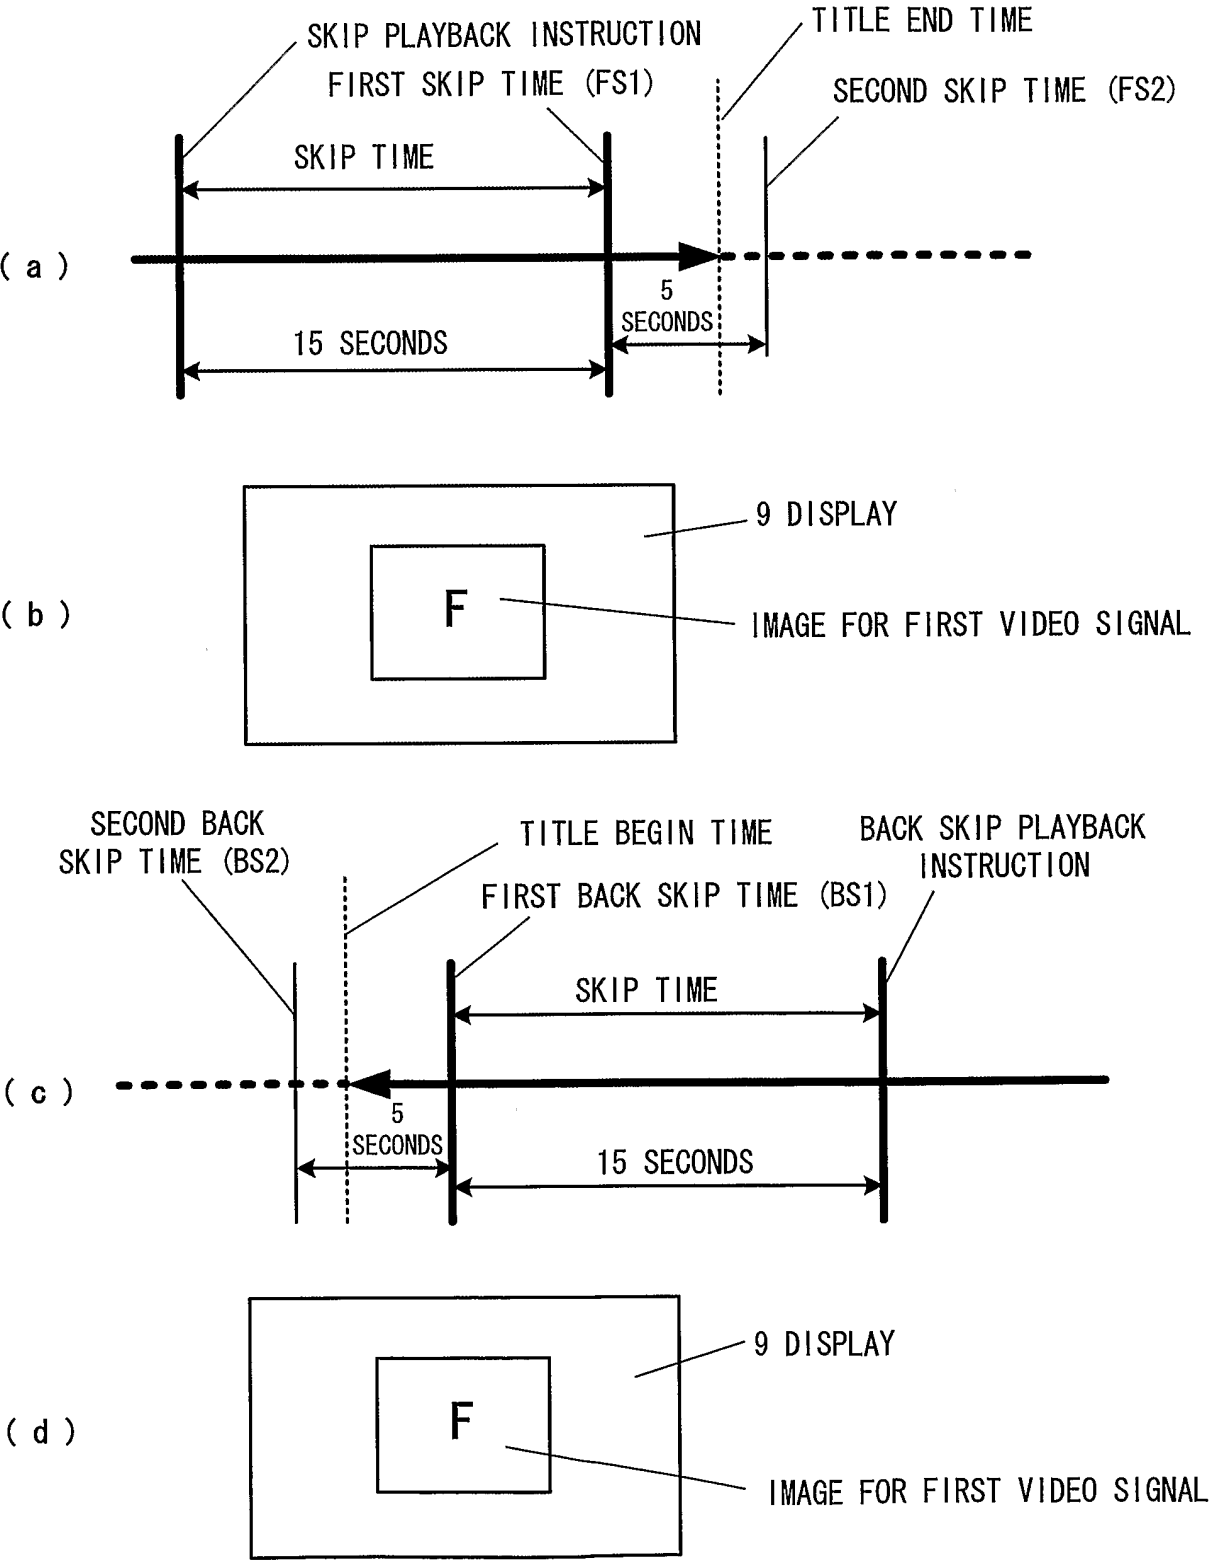 TITLE END TIME
SKIP PLAYBACK INSTRUCTION
FIRST SKIP TIME (FS1)
SECOND SKIP TIME (FS2)
SKIP TIME
(a)
5
SECONDS
15 SECONDS
9 DISPLAY
F
(b)
IMAGE FOR FIRST VIDEO SIGNAL
SECOND BACK
SKIP TIME (BS2)
TITLE BEGIN TIME
FIRST BACK SKIP TIME (BS1)
BACK SKIP PLAYBACK
INSTRUCTION
SKIP TIME
(c)
5
SECONDS
15 SECONDS
9 DISPLAY
F
(d)
IMAGE FOR FIRST VIDEO SIGNAL